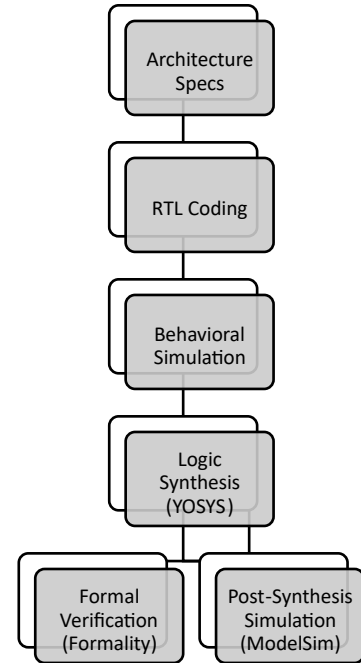 Architecture
Specs
RTL Coding
Behavioral
Simulation
Logic
Synthesis
(YOSYS)
Formal
Verification
(Formality)
Post-Synthesis
Simulation
(ModelSim)